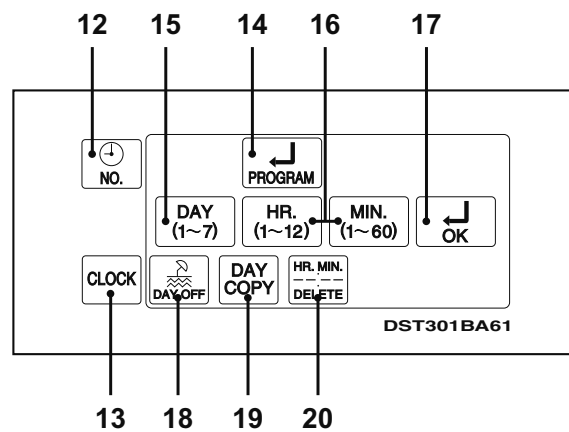 12 15 14 16 17
NO.
PROGRAM
DAY
(1~7)
HR.
(1~12)
MIN.
(1~60)
OK
CLOCK
DAY OFF
DAY
COPY
HR. MIN.
DELETE
DST301BA61
13 18 19 20